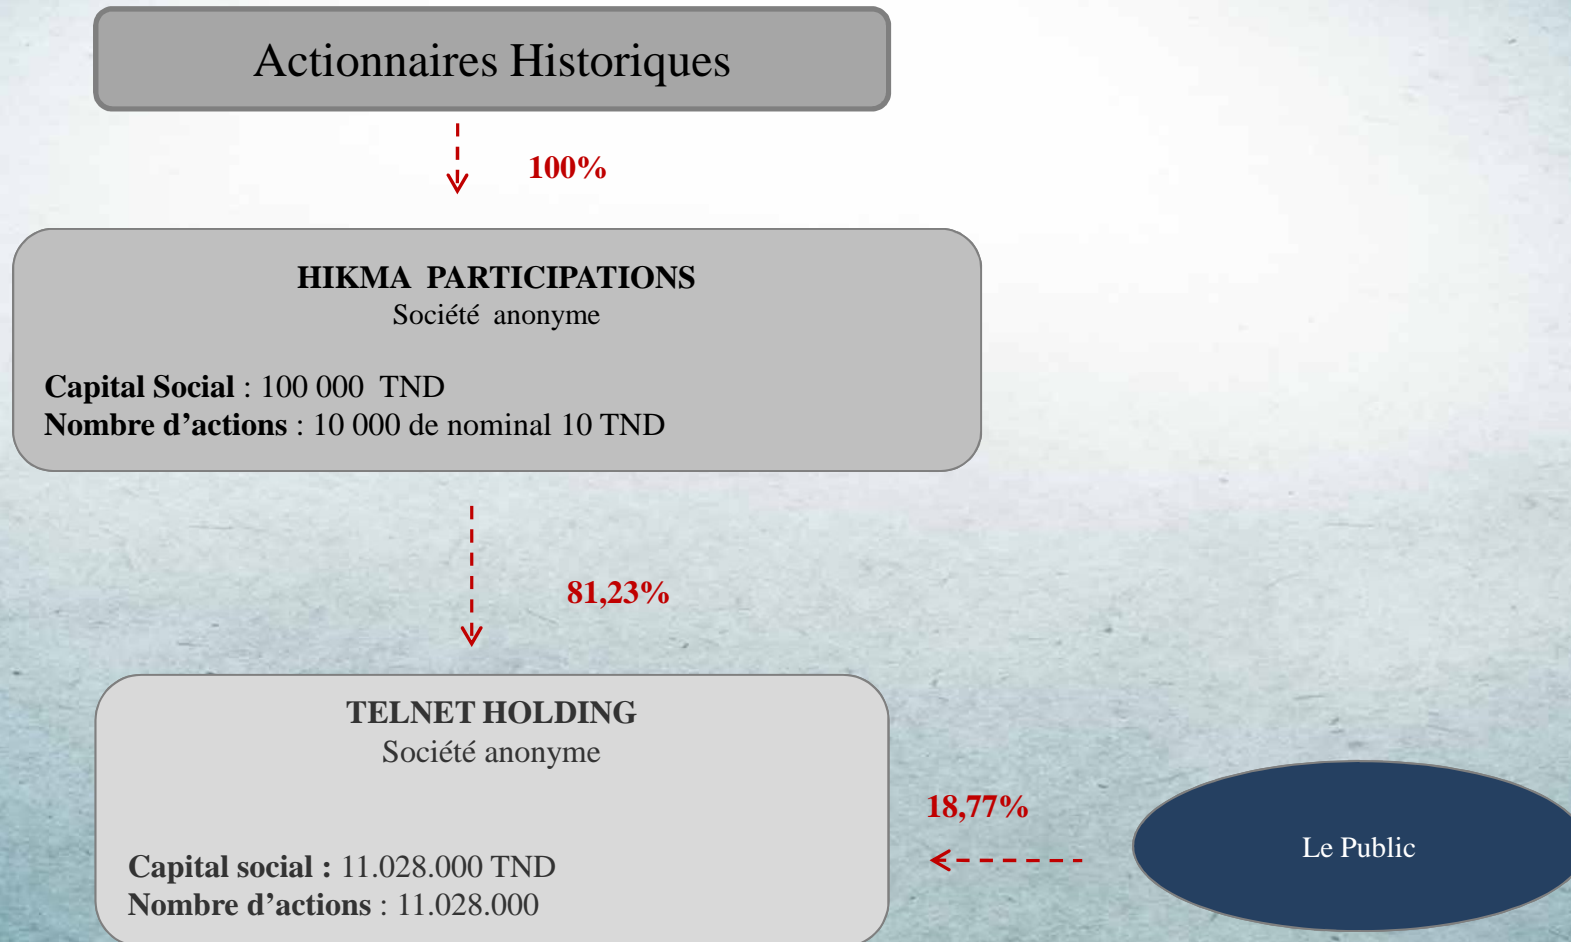 Actionnaires Historiques
100%
HIKMA PARTICIPATIONS
Société anonyme
Capital Social : 100 000 TND
Nombre d’actions : 10 000 de nominal 10 TND
81,23%
TELNET HOLDING
Société anonyme
Capital social : 11.028.000 TND
Nombre d’actions : 11.028.000
18,77%
Le Public